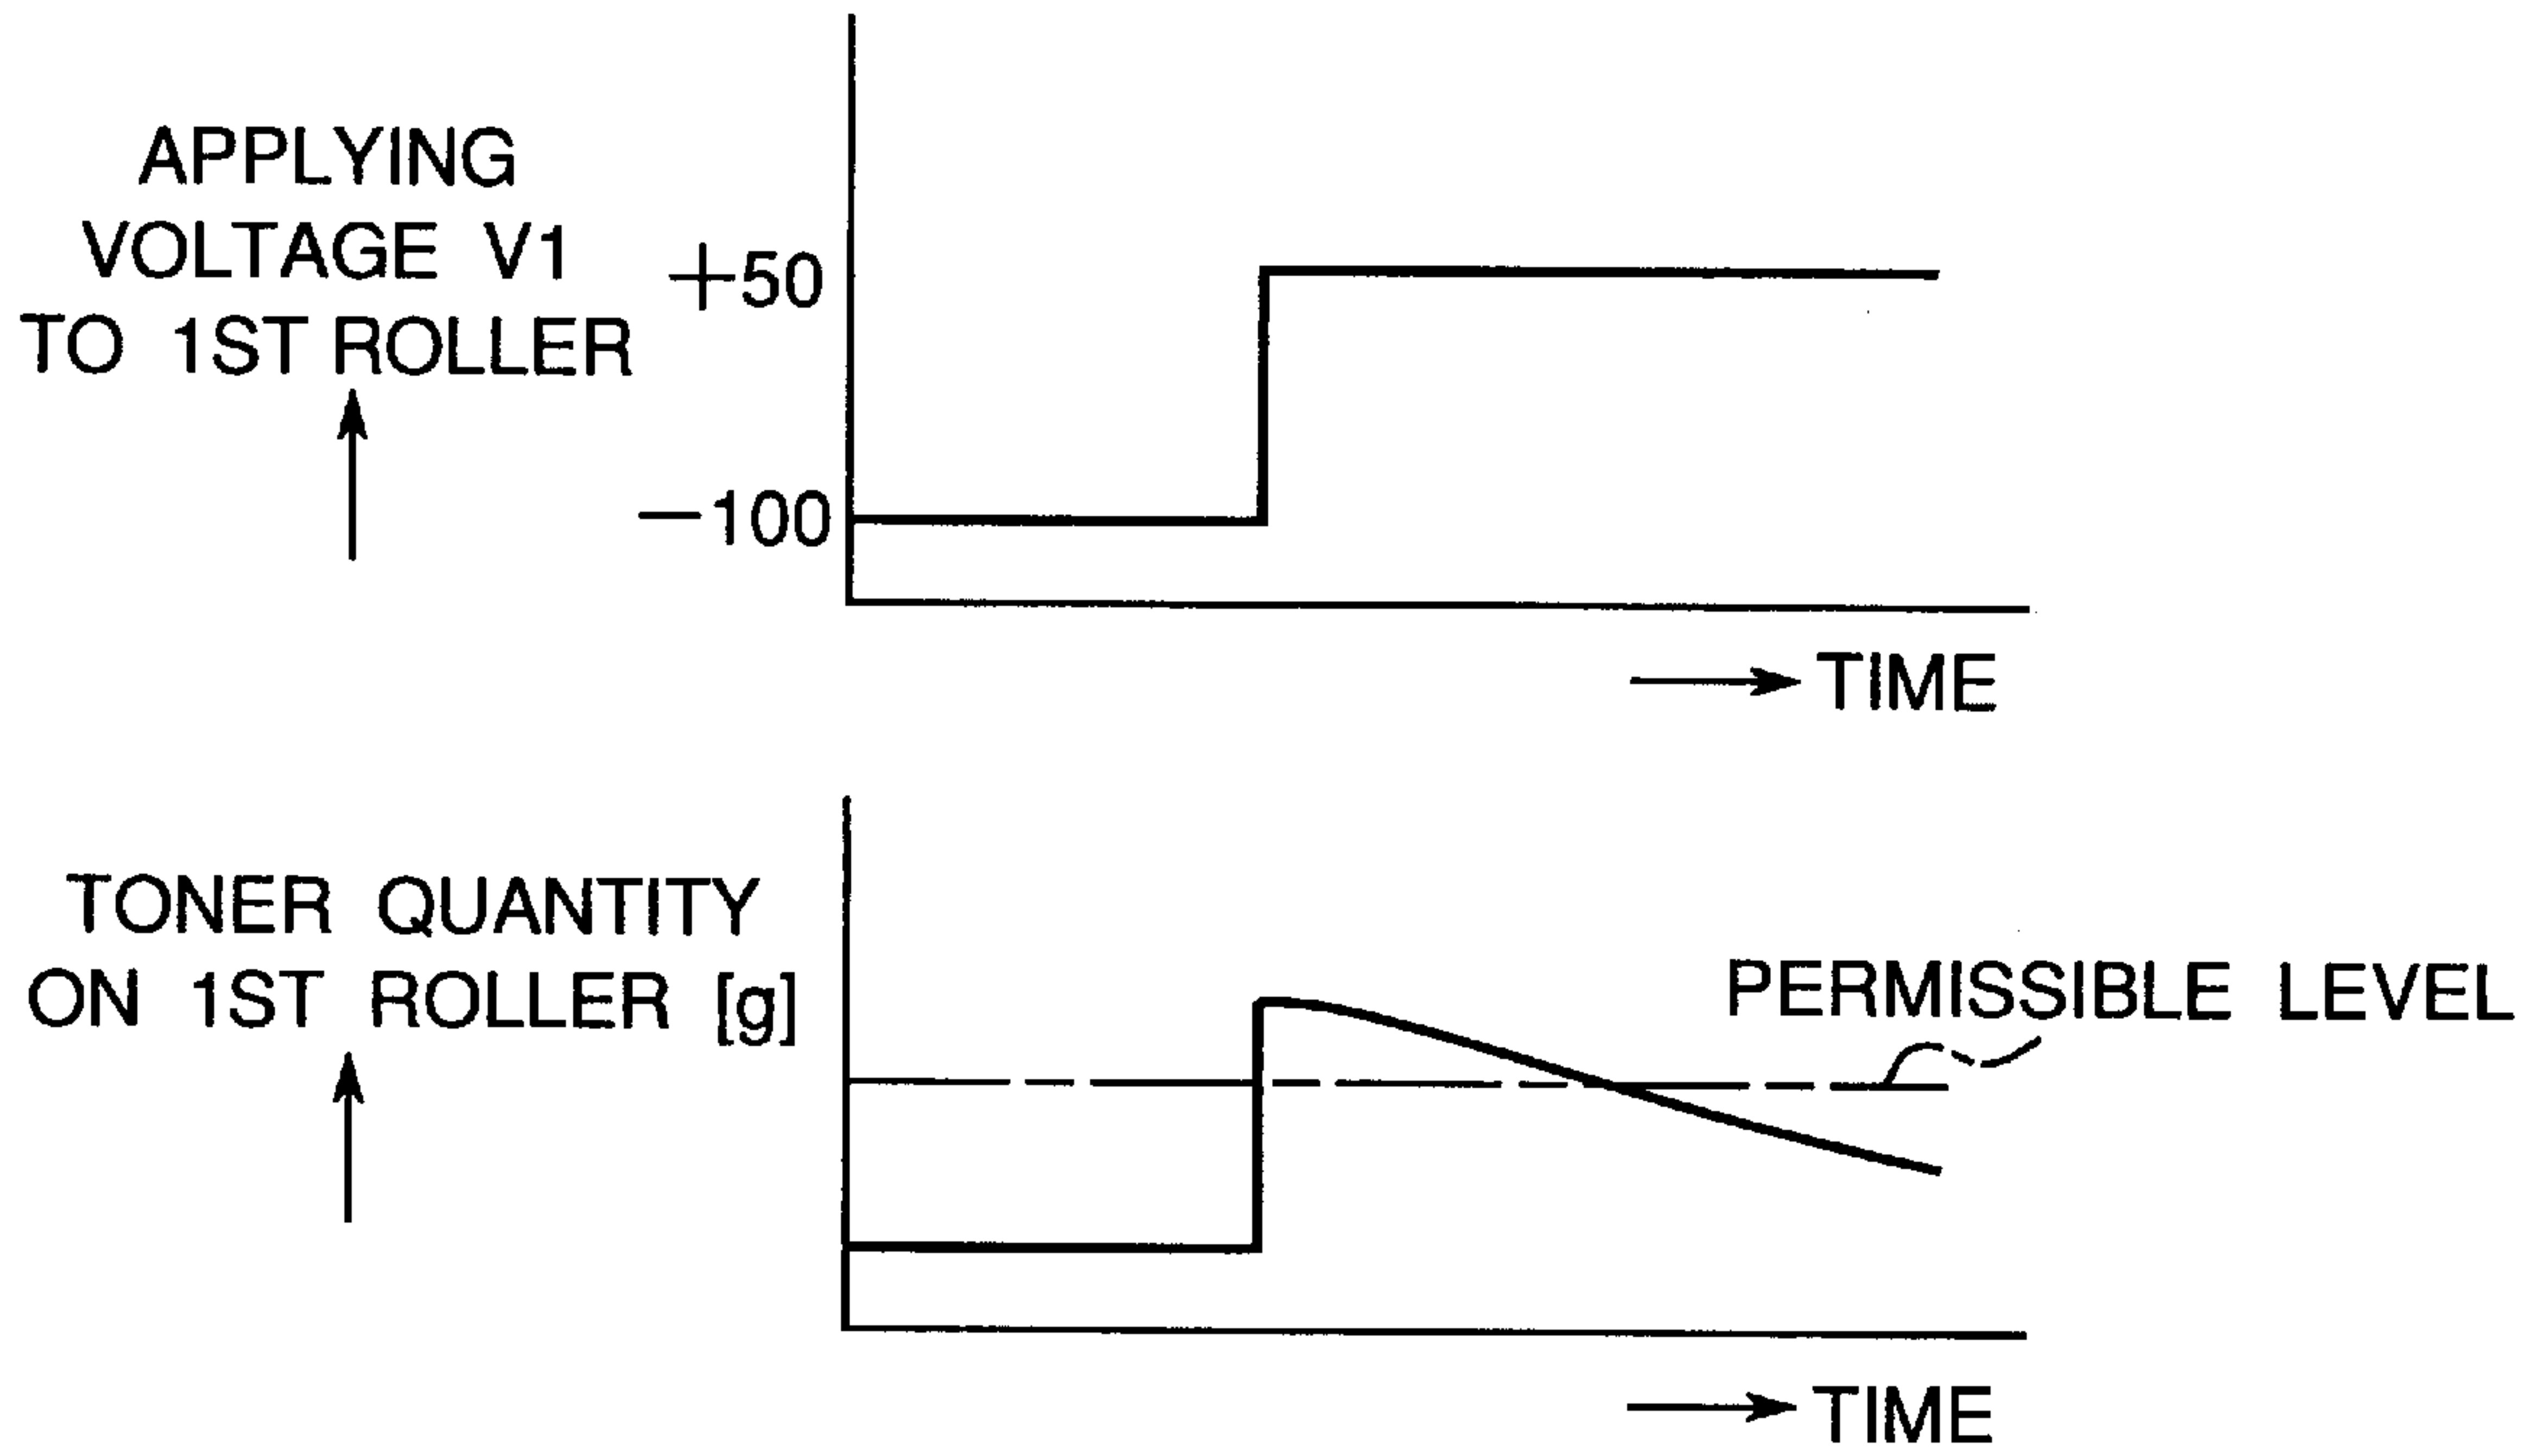 APPLYING
VOLTAGE V1
TO 1ST ROLLER
+50
−100
TIME
TONER QUANTITY
ON 1ST ROLLER [g]
PERMISSIBLE LEVEL
TIME